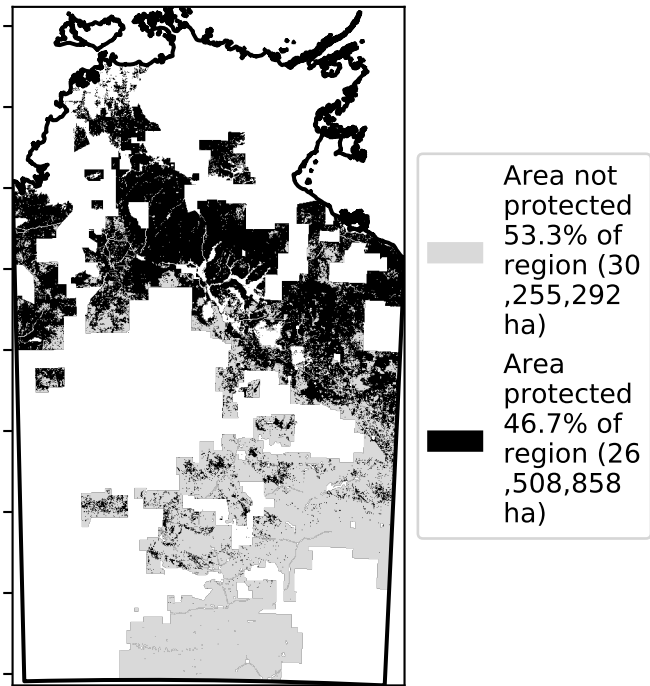 Area not
protected
53.3% of
region (30
,255,292
ha)
Area
protected
46.7% of
region (26
,508,858
ha)